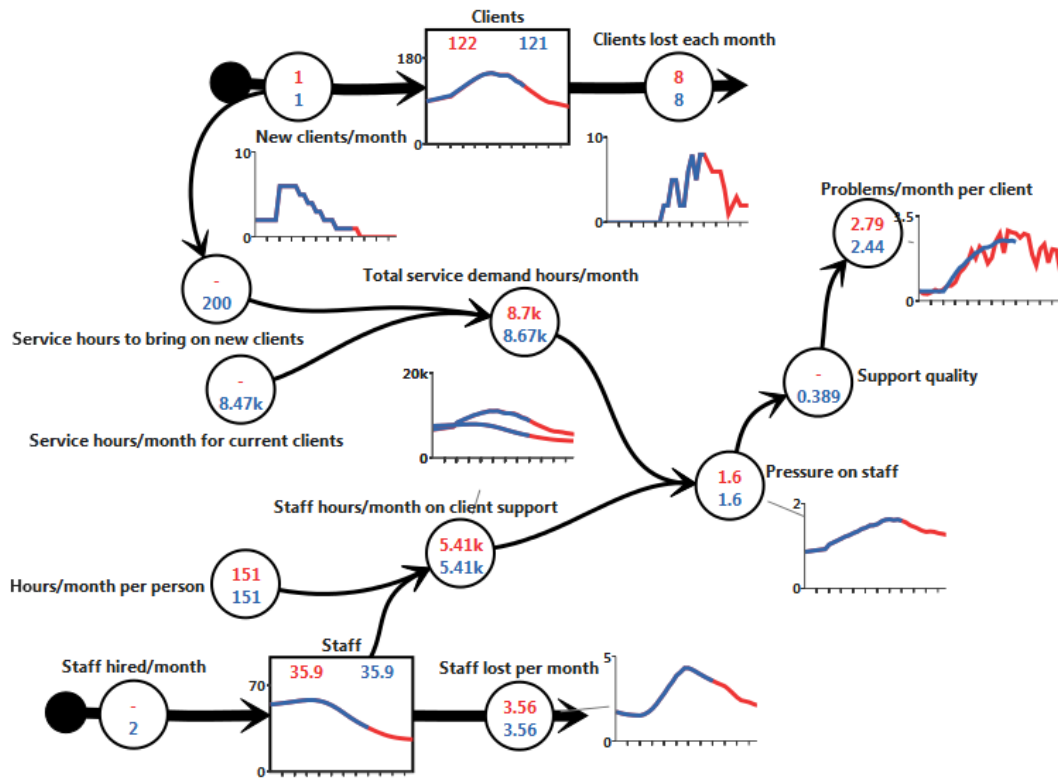 Clients
122 121
180
0
Clients lost each month
1
1
8
8
New clients/month
10
0
10
0
Problems/month per client
2.79
2.44
3.5
0
-
200
Service hours to bring on new clients
Total service demand hours/month
8.7k
8.67k
-
8.47k
Service hours/month for current clients
20k
0
-
0.389
Support quality
Pressure on staff
1.6
1.6
2
0
Staff hours/month on client support
5.41k
5.41k
Hours/month per person
151
151
Staff
35.9 35.9
70
0
Staff hired/month
-
2
Staff lost per month
3.56
3.56
5
0